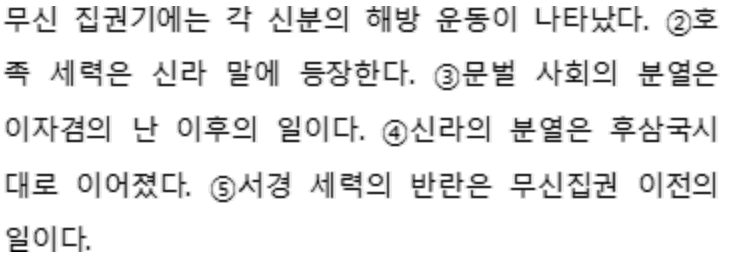 무신 집권기에는 각 신분의 해방 운동이 나타났다. ②호
족 세력은 신라 말에 등장한다. ③문벌 사회의 분열은
이자겸의 난 이후의 일이다. ④신라의 분열은 후삼국시
대로 이어졌다. ⑤서경 세력의 반란은 무신집권 이전의
일이다.